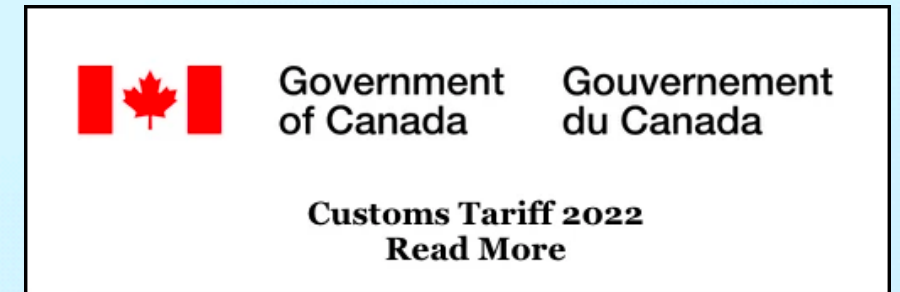 Government Gouvernement
of Canada du Canada
Customs Tariff 2022
Read More